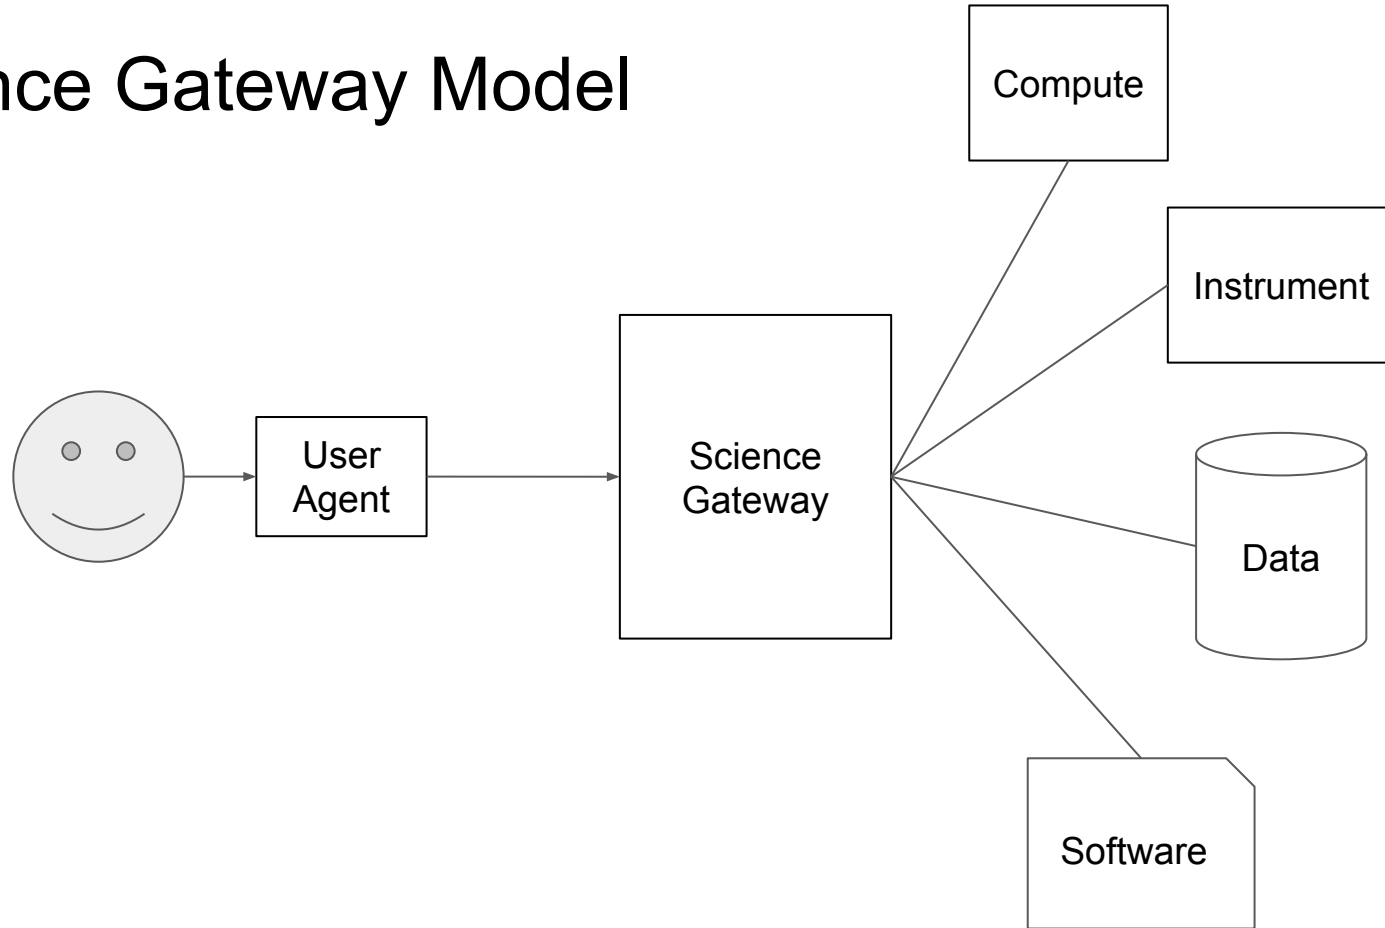 nce Gateway Model
Compute
Instrument
User
Agent
Science
Gateway
Data
Software